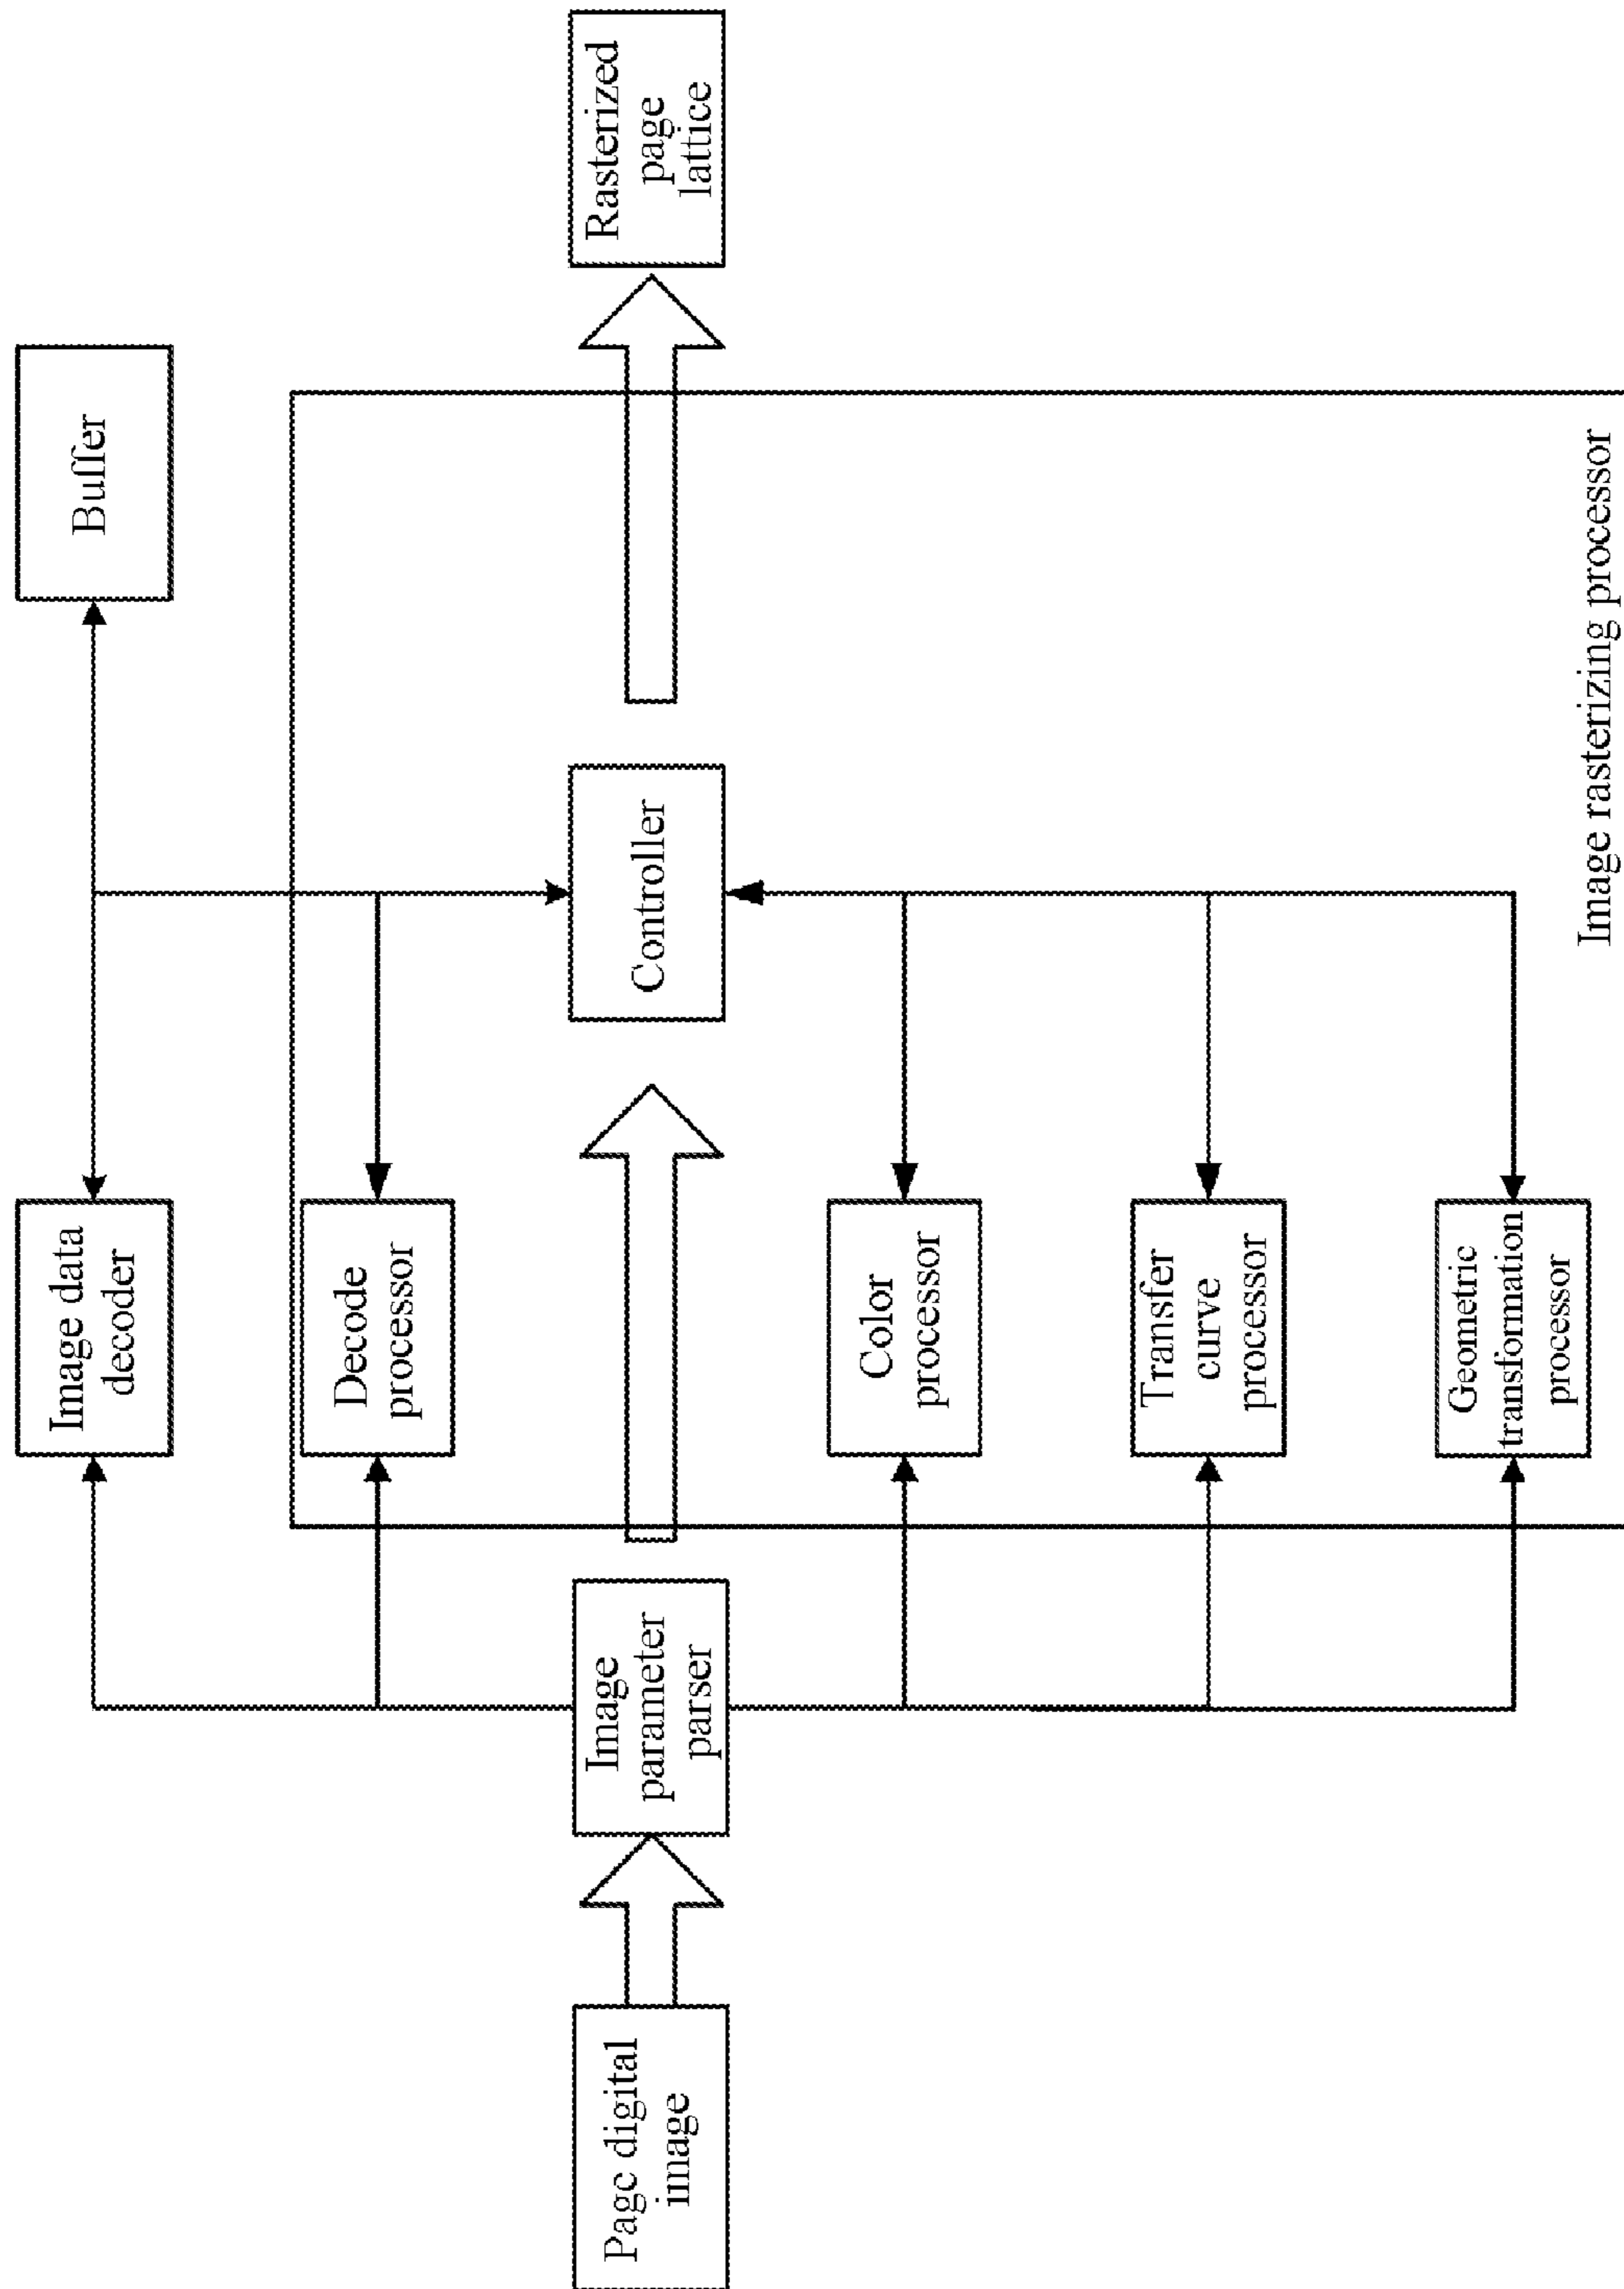 Page digital
image
Image
parameter
parser
Image data
decoder
Decode
processor
Color
processor
Transfer
curve
processor
Geometric
transformation
processor
Controller
Buffer
Rasterized
page
lattice
Image rasterizing processor